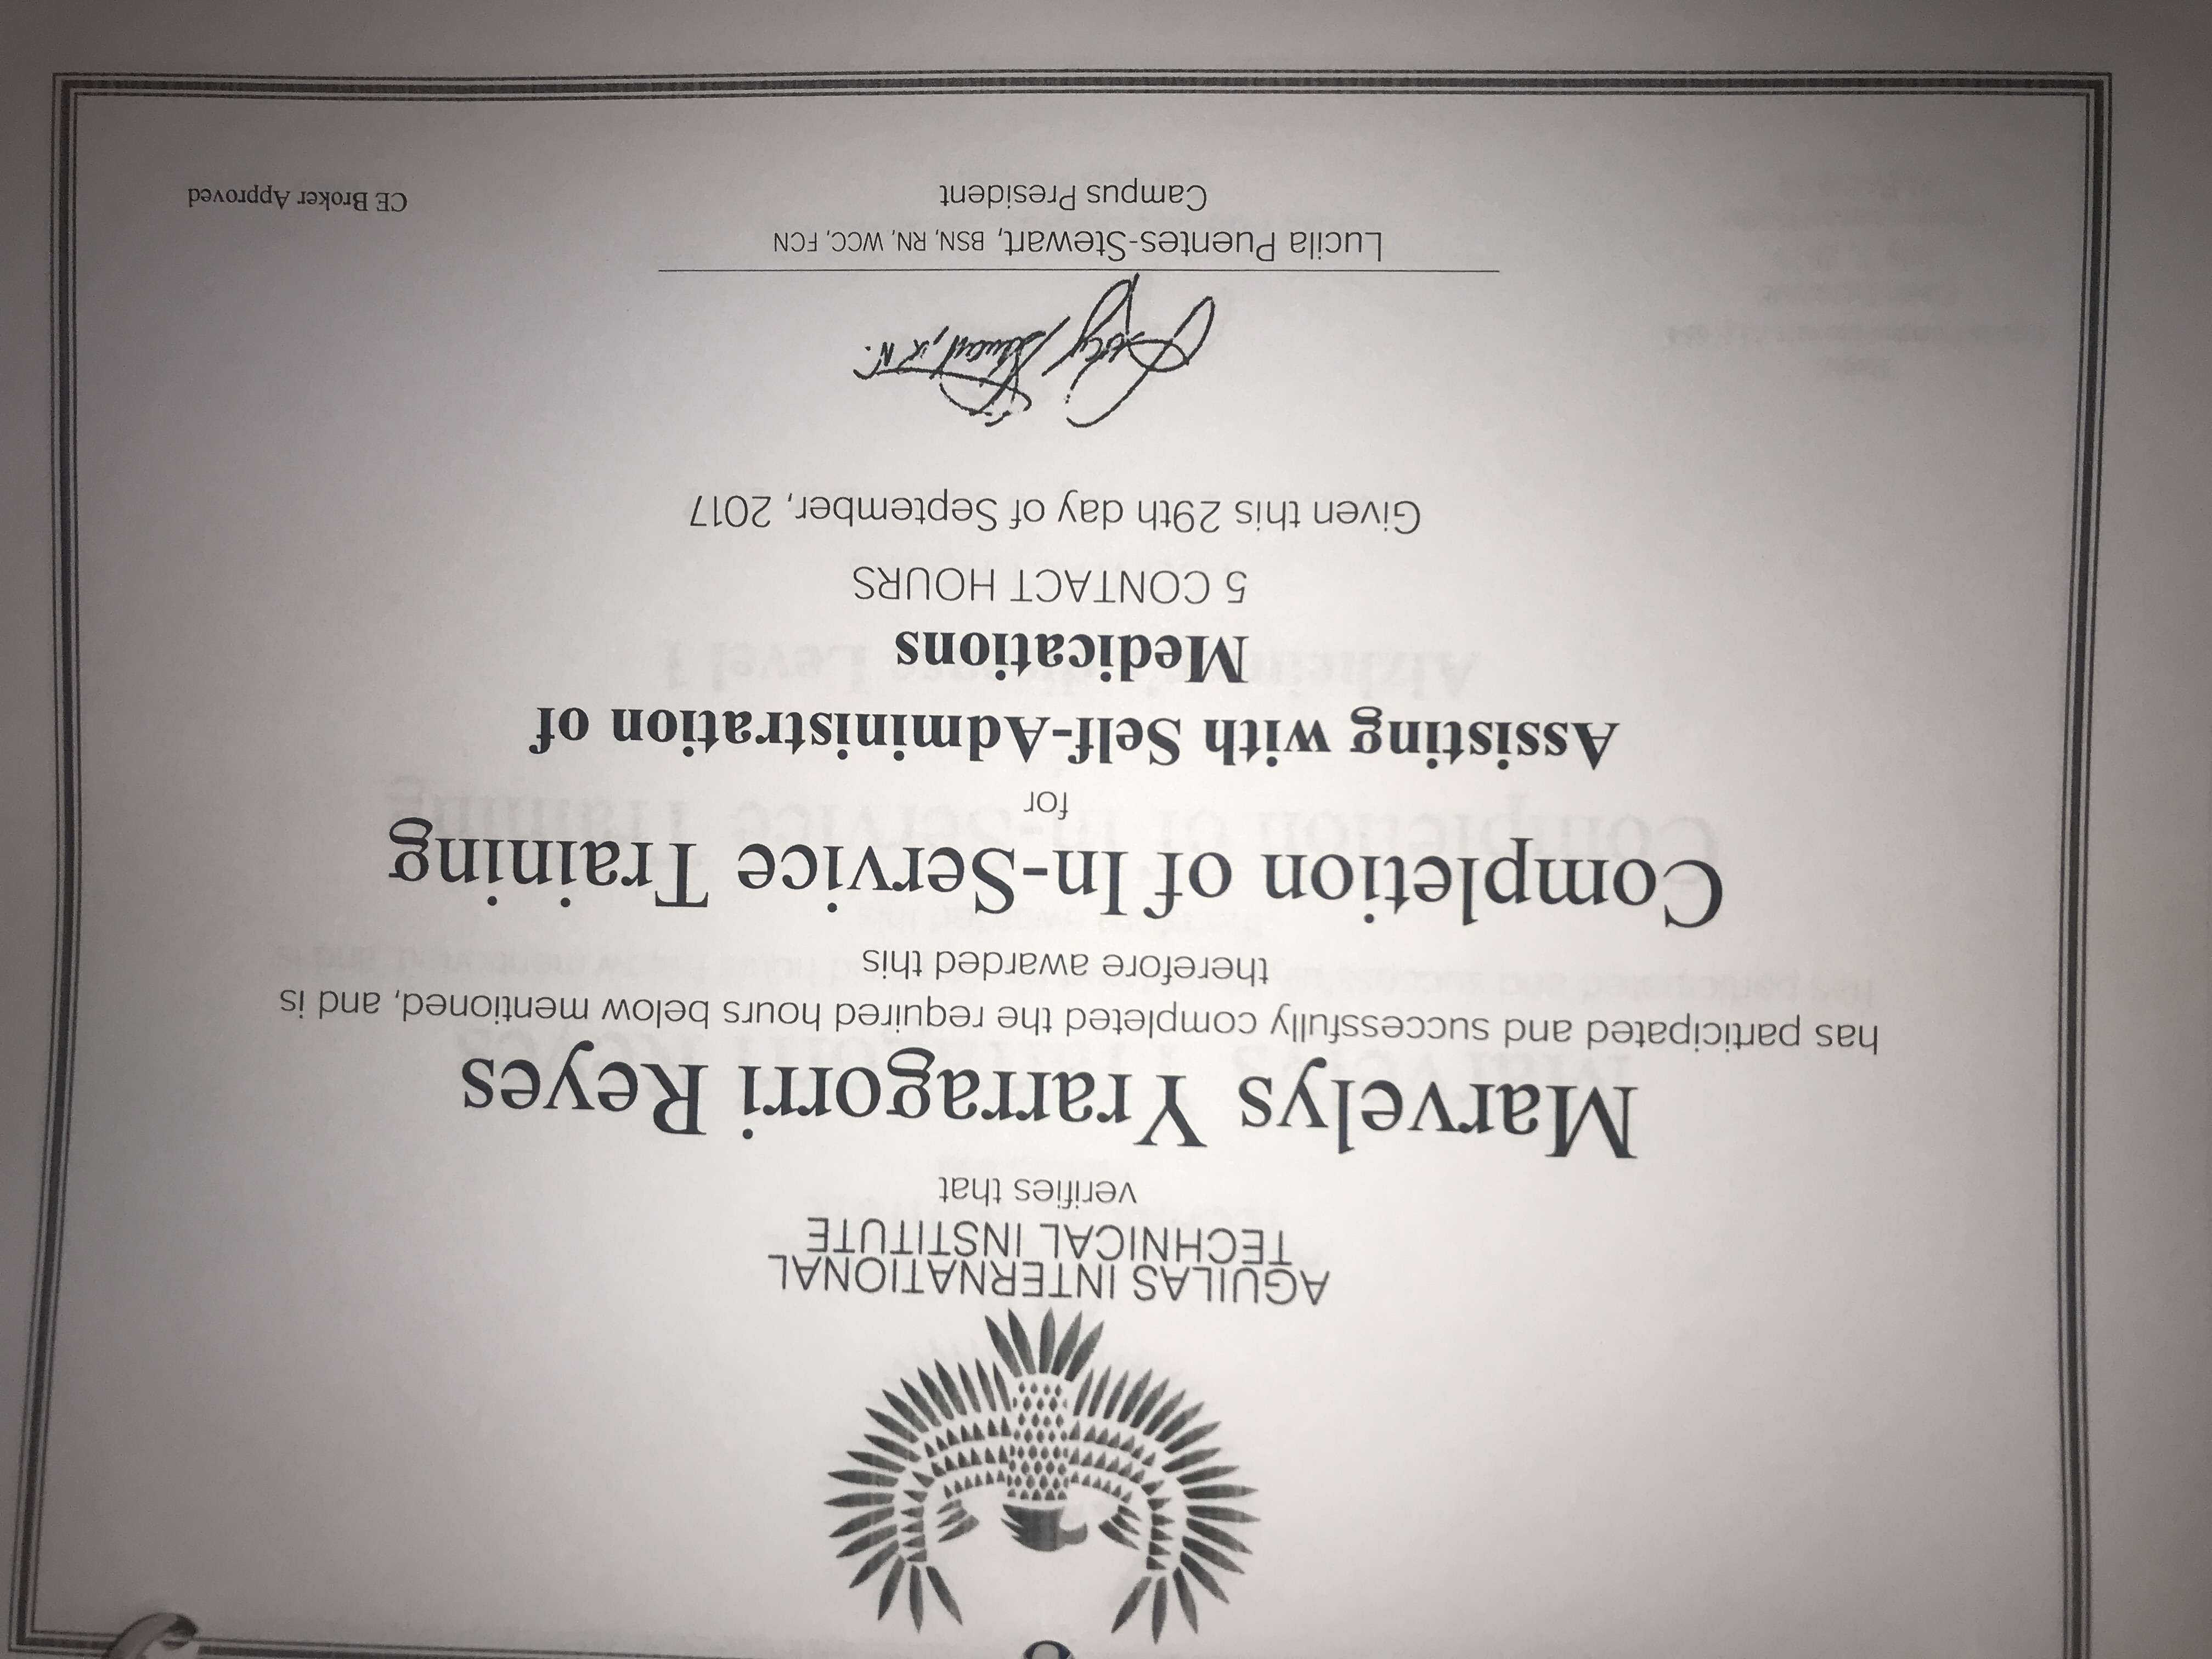 AGUILAS INTERNATIONAL
TECHNICAL INSTITUTE
verifies that
Marvelys Yrarragorri Reyes
has participated and successfully completed the required hours below mentioned, and is
therefore awarded this
Completion of In-Service Training
for
Assisting with Self-Administration of
Medications
5 CONTACT HOURS
Given this 29th day of September, 2017
Lucila Puentes-Stewart, BSN, RN, WCC, FCN
Campus President
CE Broker Approved